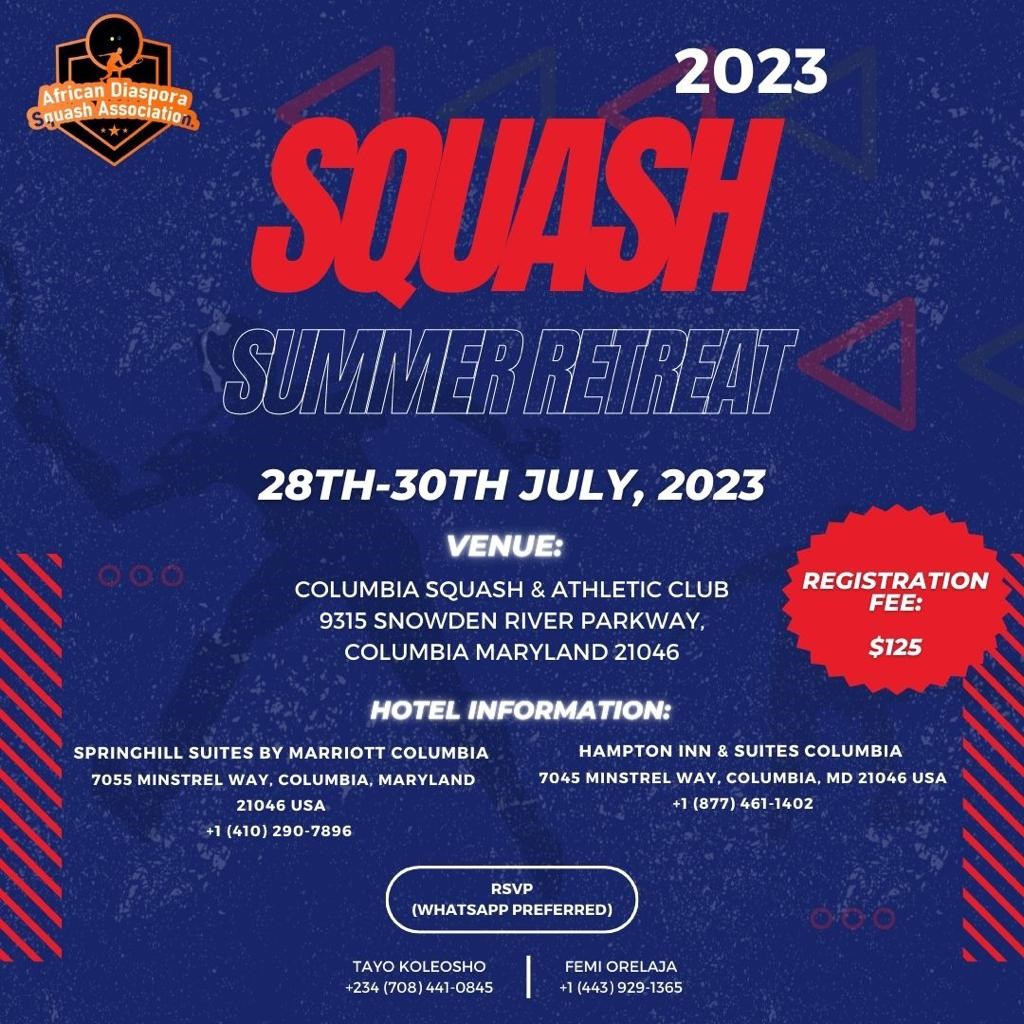 African Diaspora
Squash Association.
2023
SQUASH
SUMMER RETREAT
28TH-30TH JULY, 2023
VENUE:
COLUMBIA SQUASH & ATHLETIC CLUB
9315 SNOWDEN RIVER PARKWAY,
COLUMBIA MARYLAND 21046
REGISTRATION
FEE:
$125
HOTEL INFORMATION:
SPRINGHILL SUITES BY MARRIOTT COLUMBIA
7055 MINSTREL WAY, COLUMBIA, MARYLAND
21046 USA
+1 (410) 290-7896
HAMPTON INN & SUITES COLUMBIA
7045 MINSTREL WAY, COLUMBIA, MD 21046 USA
+1 (877) 461-1402
RSVP
(WHATSAPP PREFERRED)
TAYO KOLEOSHO
+234 (708) 441-0845
FEMI ORELAJA
+1 (443) 929-1365